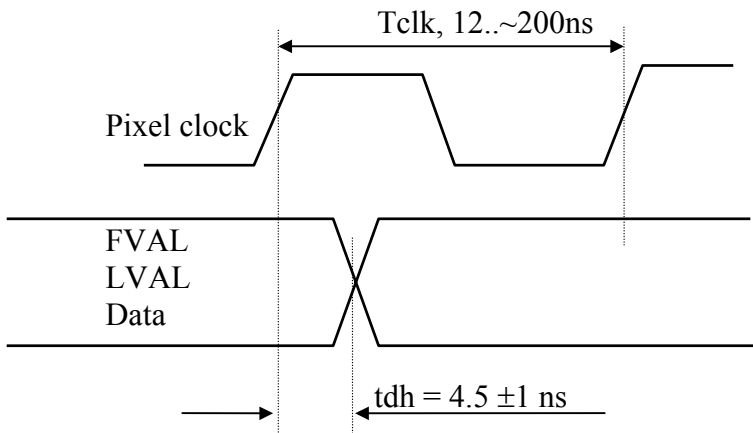 Tclk, 12..~200ns
Pixel clock
FVAL
LVAL
Data
tdh = 4.5 ±1 ns